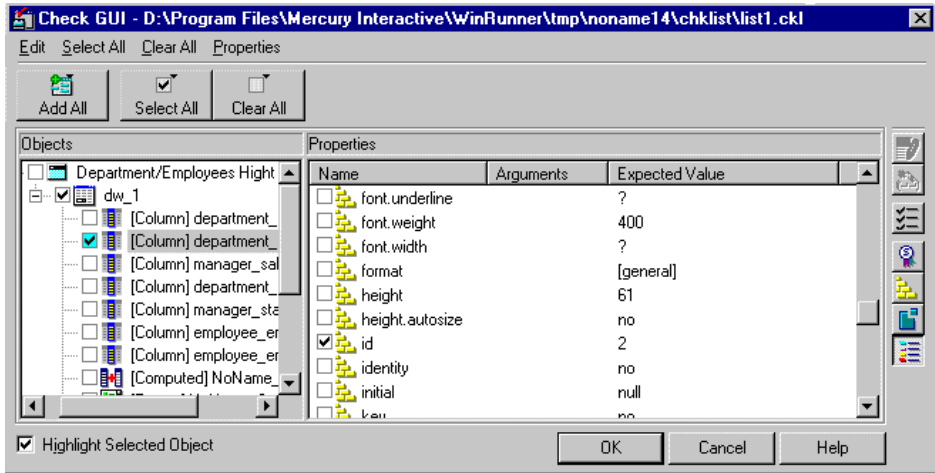 Check GUI - D:\Program Files\Mercury Interactive\WinRunner\tmp\noname14\chklist\list1.ckl
Edit Select All Clear All Properties
Add All Select All Clear All
Objects
Department/Employees Hight
dw_1
[Column] department_
[Column] department_
[Column] manager_sal
[Column] department_
[Column] manager_sta
[Column] employee_er
[Column] employee_er
[Computed] NoName_
Properties
Name Arguments Expected Value
font.underline ?
font.weight 400
font.width ?
format [general]
height 61
height.autosize no
id 2
identity no
initial null
key no
Highlight Selected Object
OK Cancel Help